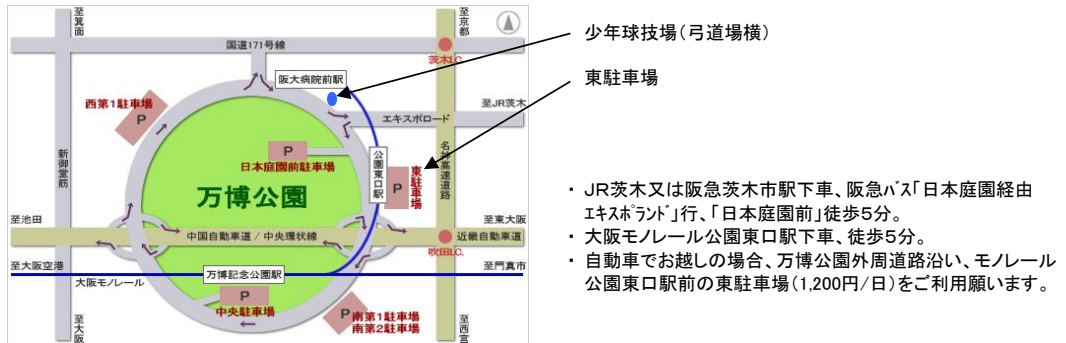 至箕面
至京都
国道171号線
茨木I.C.
阪大病院前駅
西第1駐車場
P
至JR茨木
エキスポロード
P
日本庭園前駐車場
公園東口駅
P
東駐車場
名神高速道路
新御堂筋
万博公園
至池田
中国自動車道 / 中央環状線
至東大阪
近畿自動車道
吹田I.C.
至大阪空港
万博記念公園駅
至門真市
大阪モノレール
P
中央駐車場
P
南第1駐車場
南第2駐車場
至大阪
至西宮
少年球技場(弓道場横)
東駐車場
・ JR茨木又は阪急茨木市駅下車、阪急バス「日本庭園経由
エキスポランド」行、「日本庭園前」徒歩5分。
・ 大阪モノレール公園東口駅下車、徒歩5分。
・ 自動車でお越しの場合、万博公園外周道路沿い、モノレール
公園東口駅前の東駐車場(1,200円/日)をご利用願います。